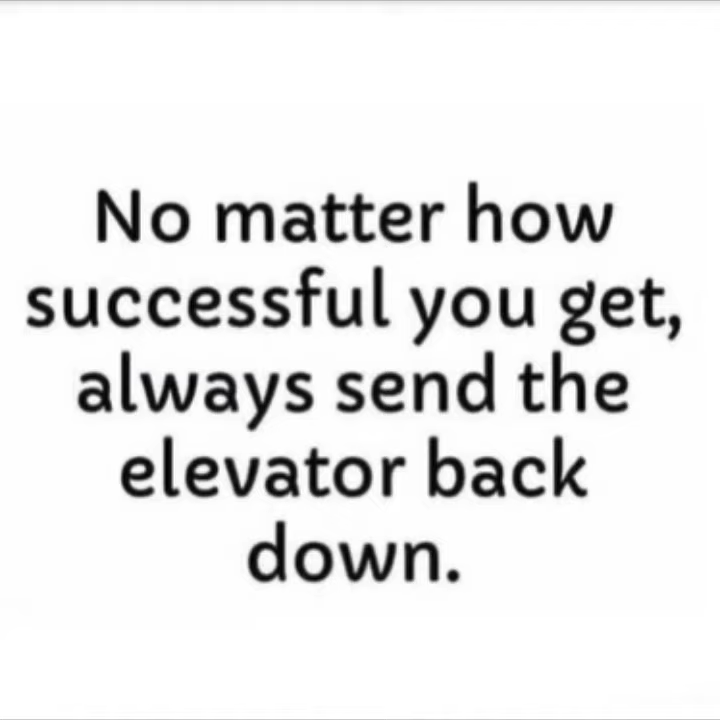 No matter how
successful you get,
always send the
elevator back
down.